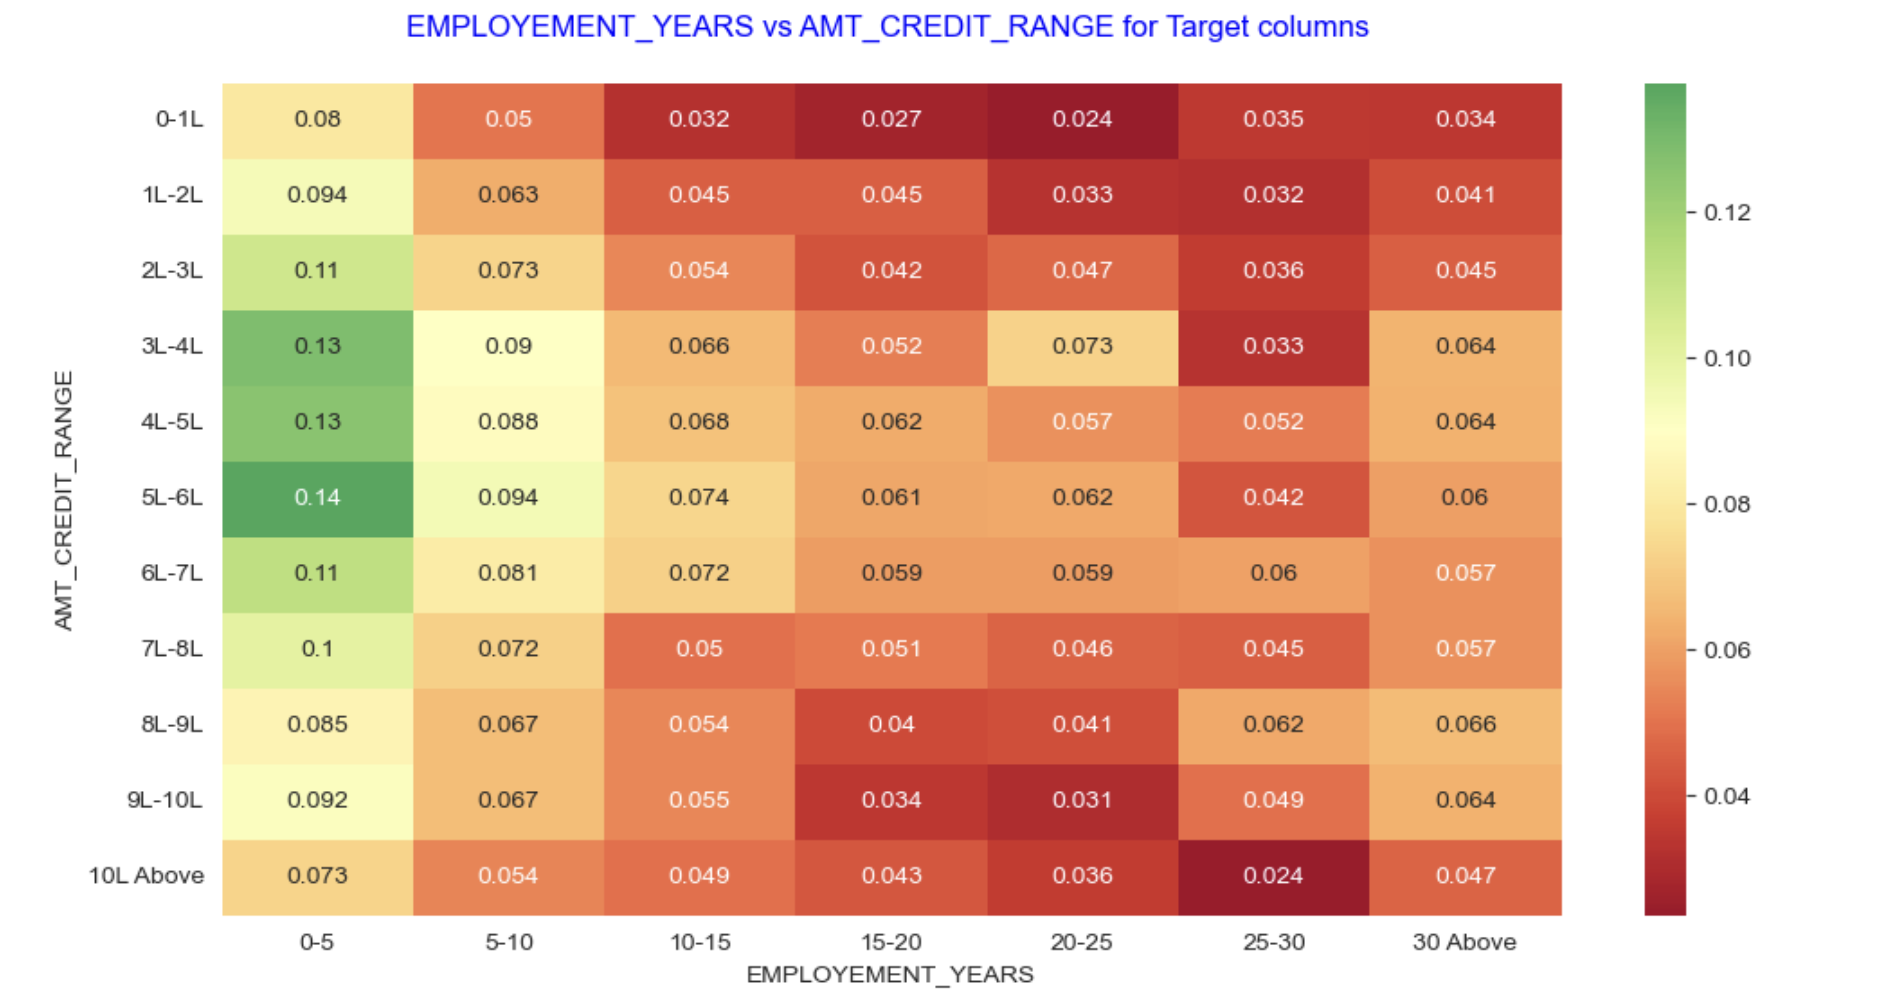 EMPLOYEMENT_YEARS vs AMT_CREDIT_RANGE for Target columns
0-1L 0.08 0.05 0.032 0.027 0.024 0.035 0.034
1L-2L 0.094 0.063 0.045 0.045 0.033 0.032 0.041
0.12
2L-3L 0.11 0.073 0.054 0.042 0.047 0.036 0.045
3L-4L 0.13 0.09 0.066 0.052 0.073 0.033 0.064
0.10
4L-5L 0.13 0.088 0.068 0.062 0.057 0.052 0.064
AMT_CREDIT_RANGE
5L-6L 0.14 0.094 0.074 0.061 0.062 0.042 0.06
0.08
6L-7L 0.11 0.081 0.072 0.059 0.059 0.06 0.057
7L-8L 0.1 0.072 0.05 0.051 0.046 0.045 0.057
0.06
8L-9L 0.085 0.067 0.054 0.04 0.041 0.062 0.066
9L-10L 0.092 0.067 0.055 0.034 0.031 0.049 0.064
0.04
10L Above 0.073 0.054 0.049 0.043 0.036 0.024 0.047
0-5 5-10 10-15 15-20 20-25 25-30 30 Above
EMPLOYEMENT_YEARS